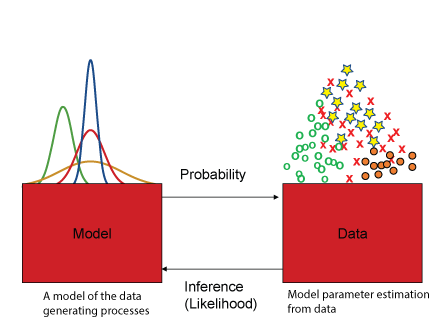 Probability
Model
Data
Inference
(Likelihood)
A model of the data
generating processes
Model parameter estimation
from data